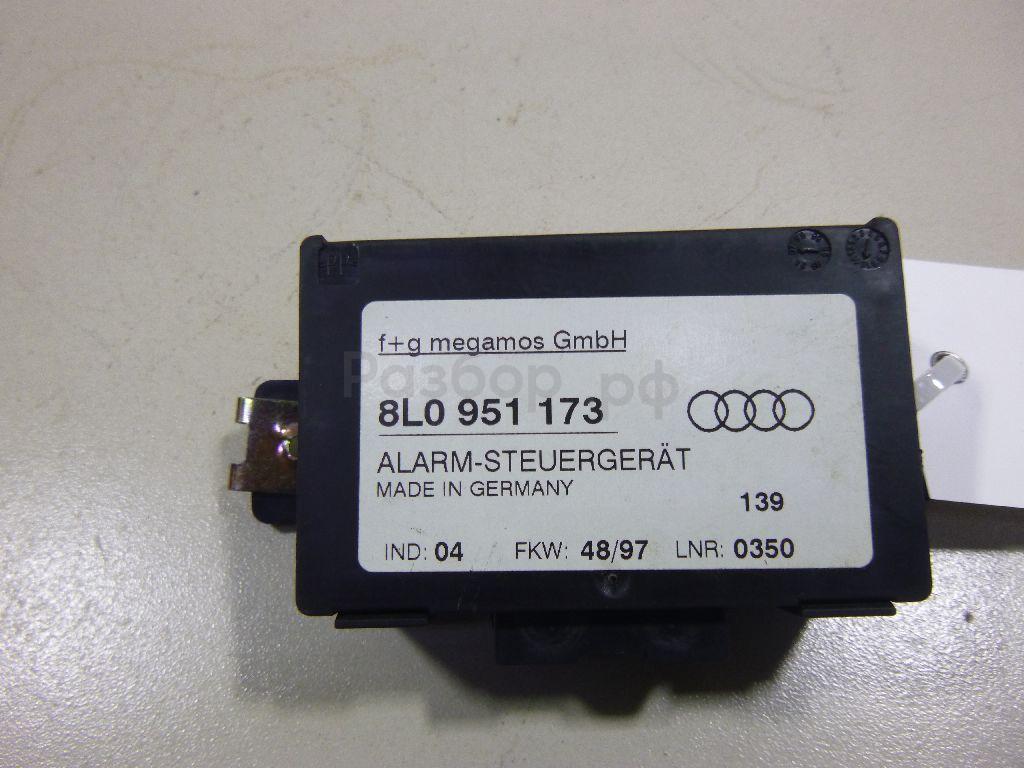 f+g megamos GmbH
Разбор.рф
8L0 951 173
ALARM-STEUERGERÄT
MADE IN GERMANY
139
IND: 04 FKW: 48/97 LNR: 0350